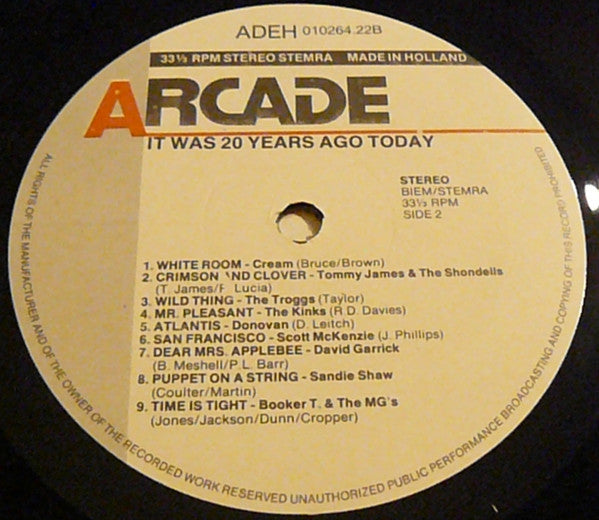 ADEH 010264.22B
33⅓ RPM STEREO STEMRA MADE IN HOLLAND
ARCADE
IT WAS 20 YEARS AGO TODAY
STEREO
BIEM/STEMRA
33⅓ RPM
SIDE 2
1. WHITE ROOM - Cream (Bruce/Brown)
2. CRIMSON AND CLOVER - Tommy James & The Shondells
(T. James/P. Lucia)
3. WILD THING - The Troggs (Taylor)
4. MR. PLEASANT - The Kinks (R.D. Davies)
5. ATLANTIS - Donovan (D. Leitch)
6. SAN FRANCISCO - Scott McKenzie (J. Phillips)
7. DEAR MRS. APPLEBEE - David Garrick
(B. Meshell/P.L. Barr)
8. PUPPET ON A STRING - Sandie Shaw
(Coulter/Martin)
9. TIME IS TIGHT - Booker T. & The MG's
(Jones/Jackson/Dunn/Cropper)
ALL RIGHTS OF THE MANUFACTURER AND OF THE OWNER OF THE RECORDED WORK RESERVED UNAUTHORIZED PUBLIC PERFORMANCE BROADCASTING AND COPYING OF THIS RECORD PROHIBITED